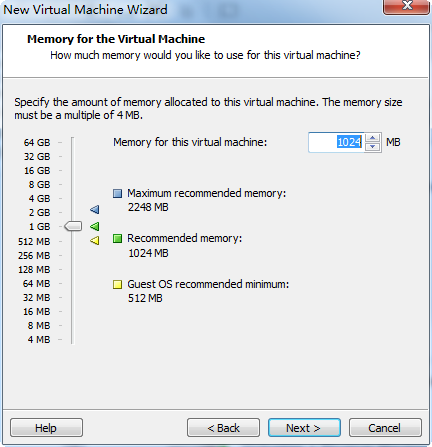 New Virtual Machine Wizard
Memory for the Virtual Machine
How much memory would you like to use for this virtual machine?
Specify the amount of memory allocated to this virtual machine. The memory size
must be a multiple of 4 MB.
64 GB
32 GB
16 GB
8 GB
4 GB
2 GB
1 GB
512 MB
256 MB
128 MB
64 MB
32 MB
16 MB
8 MB
4 MB
Memory for this virtual machine: 1024 MB
Maximum recommended memory:
2248 MB
Recommended memory:
1024 MB
Guest OS recommended minimum:
512 MB
Help < Back Next > Cancel